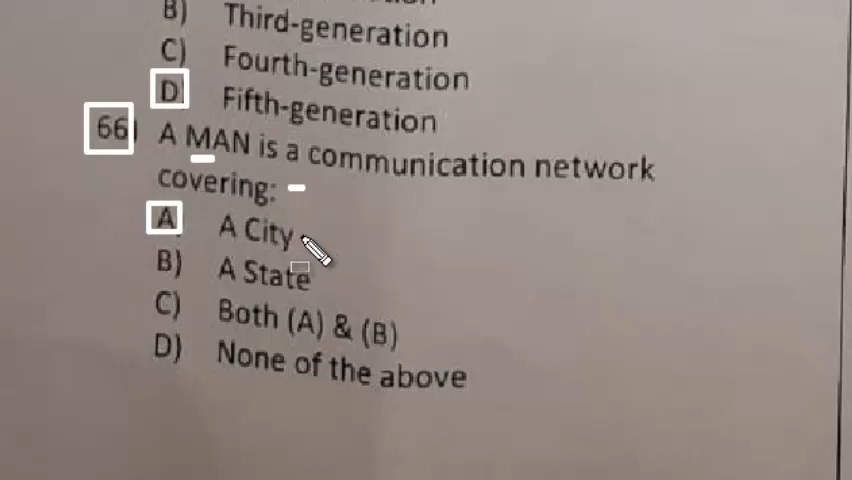 B) Third-generation
C) Fourth-generation
D) Fifth-generation
66) A MAN is a communication network
covering:
A A City
B) A State
C) Both (A) & (B)
D) None of the above